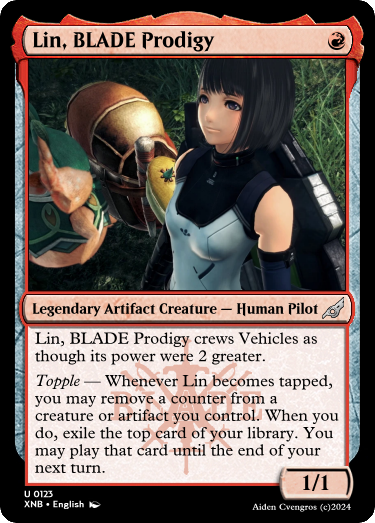 Lin, BLADE Prodigy
Legendary Artifact Creature — Human Pilot
Lin, BLADE Prodigy crews Vehicles as
though its power were 2 greater.
Topple — Whenever Lin becomes tapped,
you may remove a counter from a
creature or artifact you control. When you
do, exile the top card of your library. You
may play that card until the end of your
next turn.
1/1
U 0123
XNB • English
Aiden Cvengros (c)2024